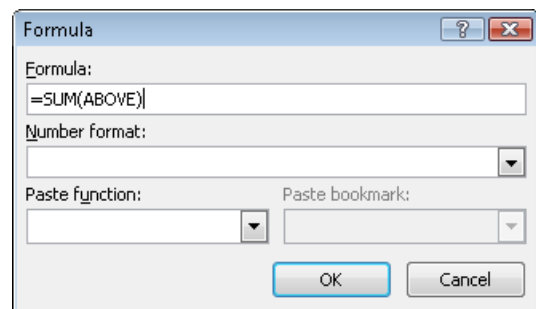 Formula
Formula:
=SUM(ABOVE)
Number format:
Paste function:
Paste bookmark:
OK
Cancel